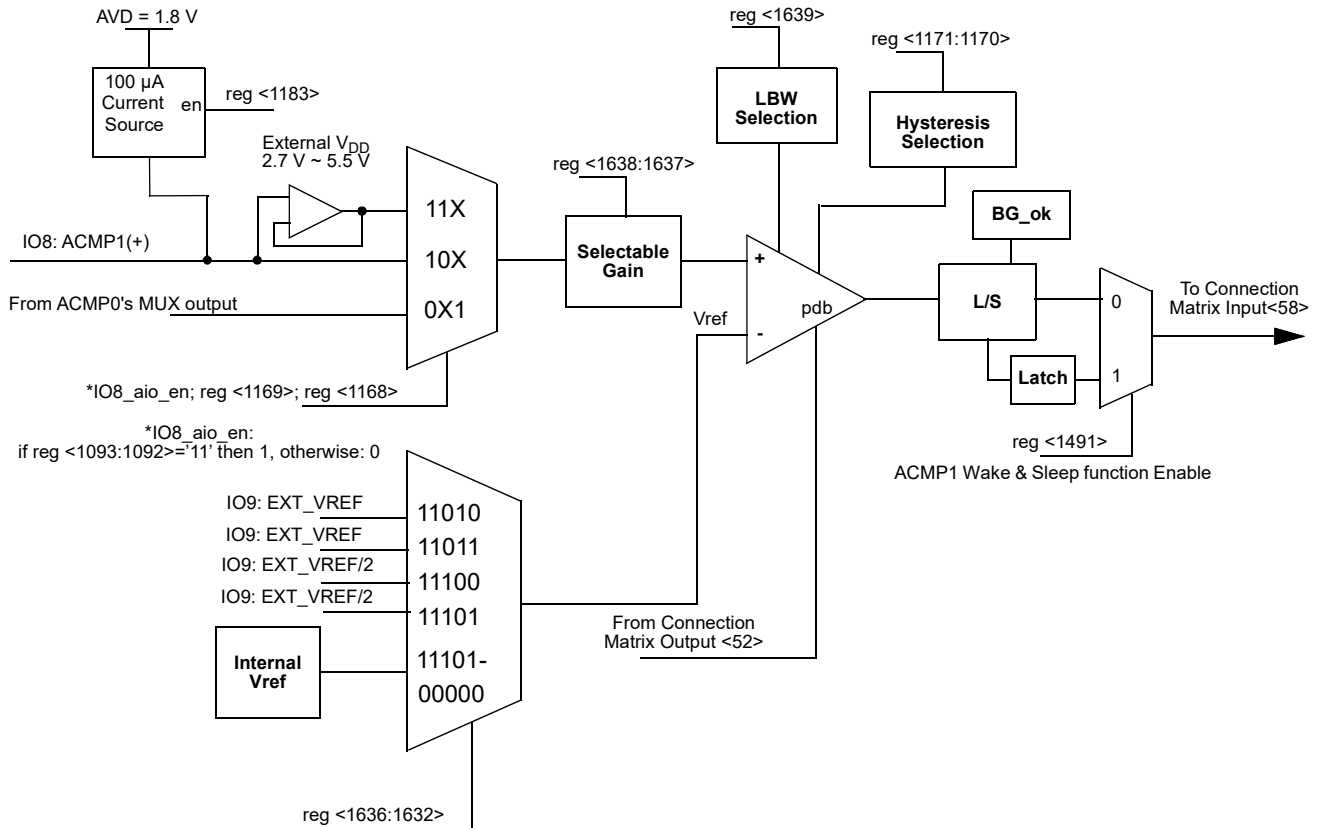 AVD = 1.8 V
100 µA
Current
Source
en
reg <1183>
External VDD
2.7 V ~ 5.5 V
IO8: ACMP1(+)
From ACMP0's MUX output
11X
10X
0X1
*IO8_aio_en; reg <1169>; reg <1168>
*IO8_aio_en:
if reg <1093:1092>='11' then 1, otherwise: 0
reg <1638:1637>
Selectable
Gain
reg <1639>
LBW
Selection
reg <1171:1170>
Hysteresis
Selection
+
-
pdb
Vref
BG_ok
L/S
Latch
0
1
To Connection
Matrix Input<58>
reg <1491>
ACMP1 Wake & Sleep function Enable
IO9: EXT_VREF
IO9: EXT_VREF
IO9: EXT_VREF/2
IO9: EXT_VREF/2
Internal
Vref
11010
11011
11100
11101
11101-
00000
From Connection
Matrix Output <52>
reg <1636:1632>